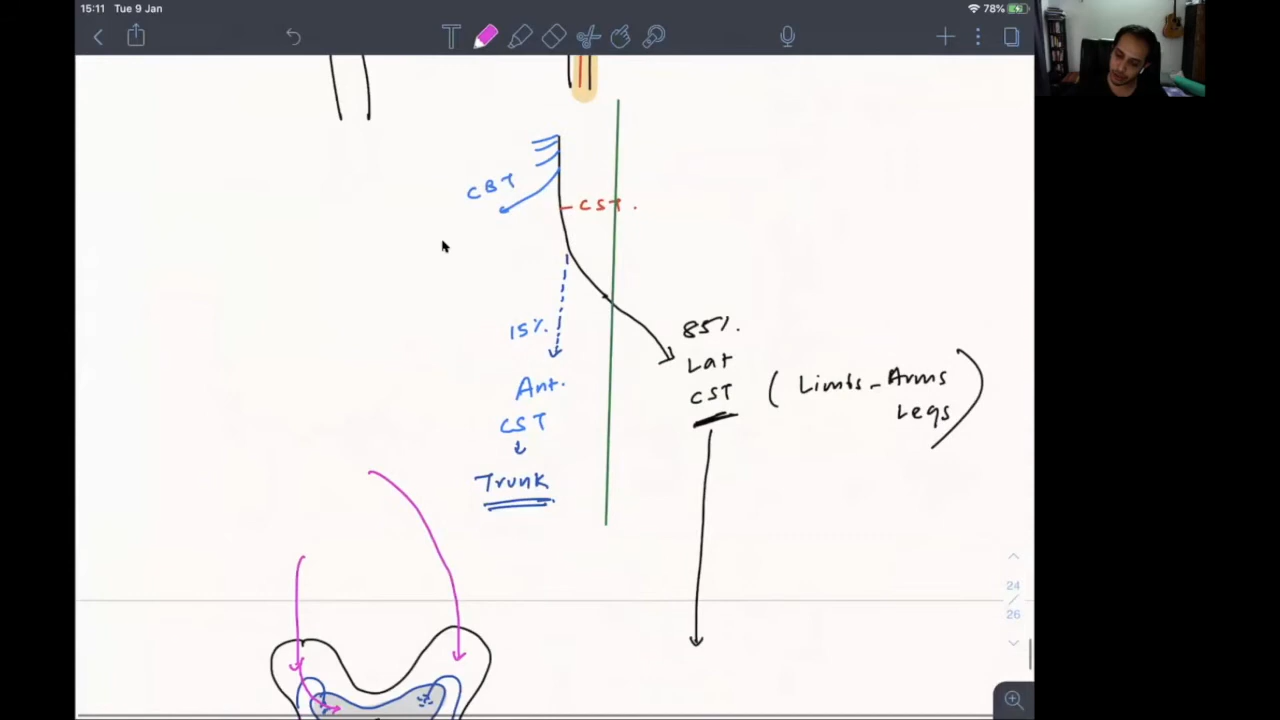 15:11 Tue 9 Jan
78%
T
CBT
CST.
15%.
Ant.
CST
Trunk
85%.
Lat
CST
(Limbs - Arms
Legs)
24
/
26